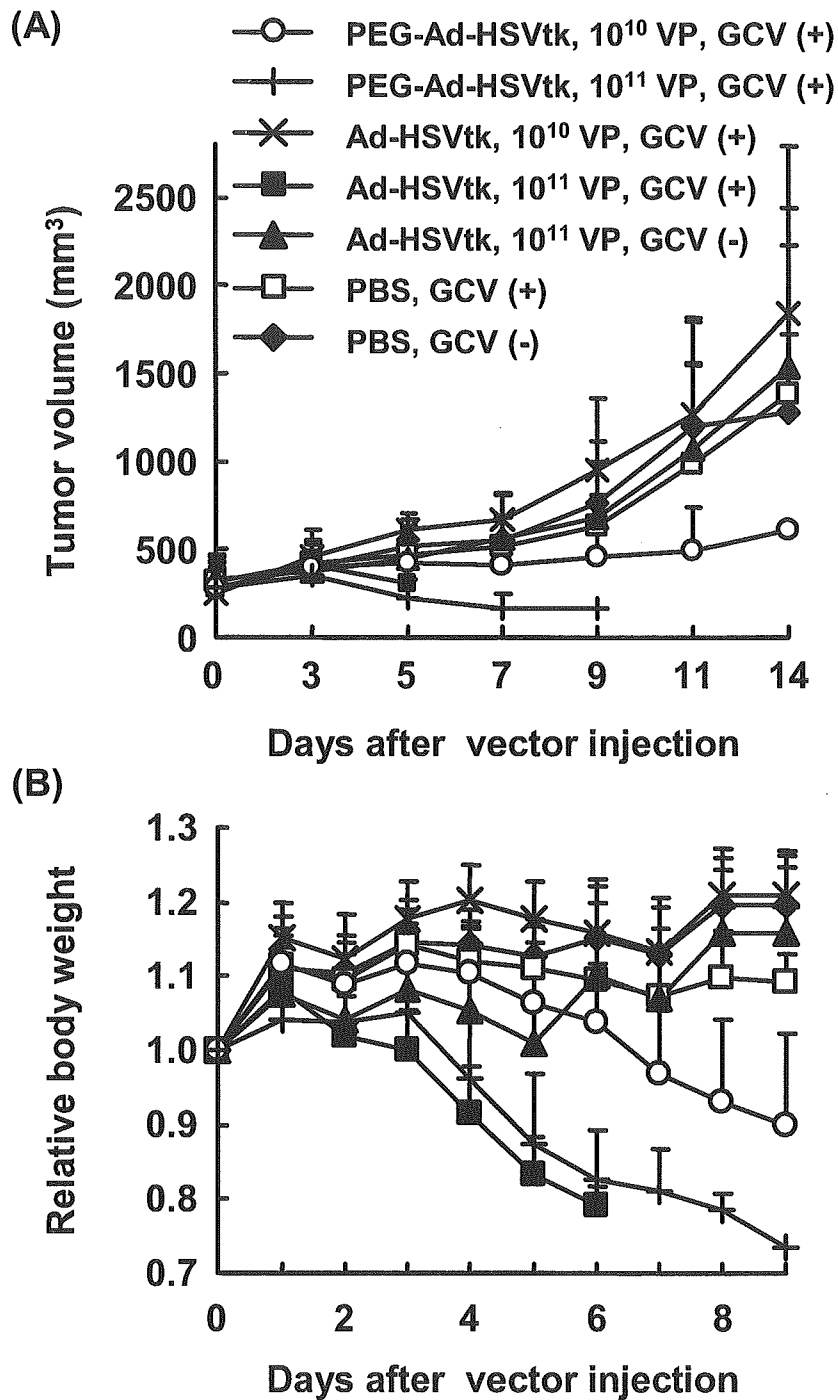 (A)
PEG-Ad-HSVtk, 10¹⁰ VP, GCV (+)
PEG-Ad-HSVtk, 10¹¹ VP, GCV (+)
Ad-HSVtk, 10¹⁰ VP, GCV (+)
Ad-HSVtk, 10¹¹ VP, GCV (+)
Ad-HSVtk, 10¹¹ VP, GCV (-)
PBS, GCV (+)
PBS, GCV (-)
Tumor volume (mm³)
2500
2000
1500
1000
500
0
0 3 5 7 9 11 14
Days after vector injection
(B)
Relative body weight
1.3
1.2
1.1
1.0
0.9
0.8
0.7
0 2 4 6 8
Days after vector injection